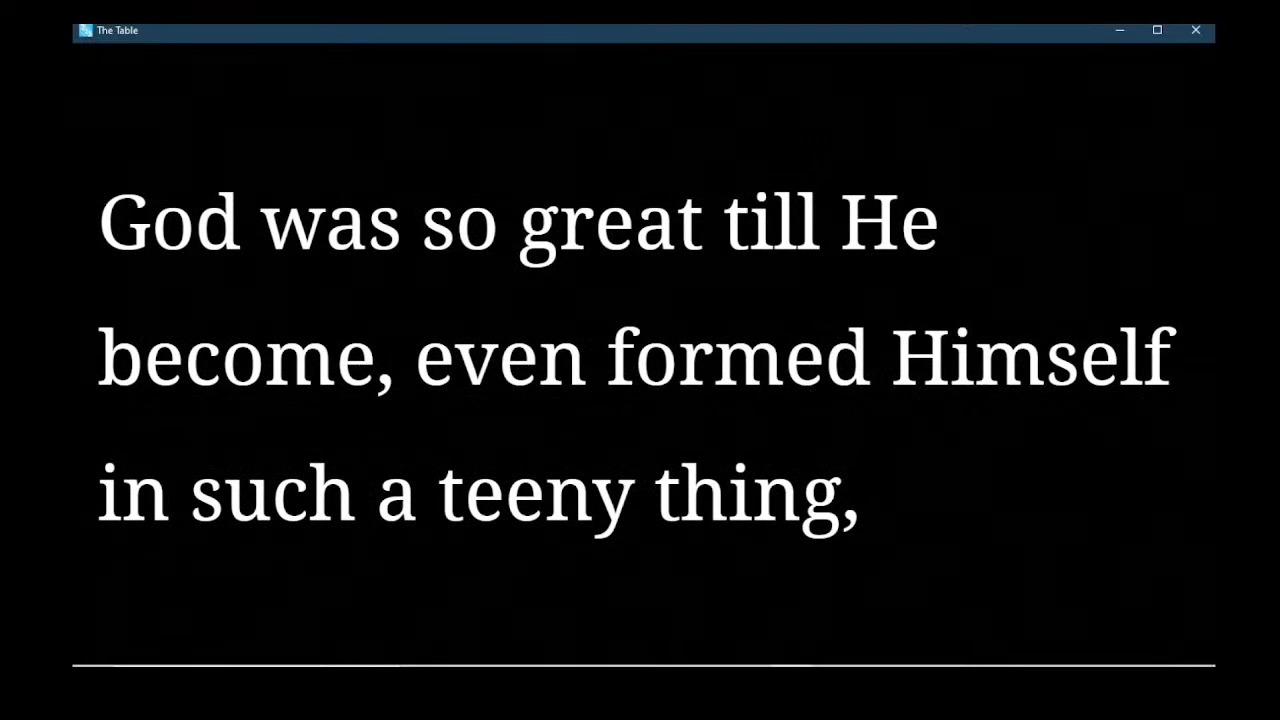 The Table
God was so great till He
become, even formed Himself
in such a teeny thing,